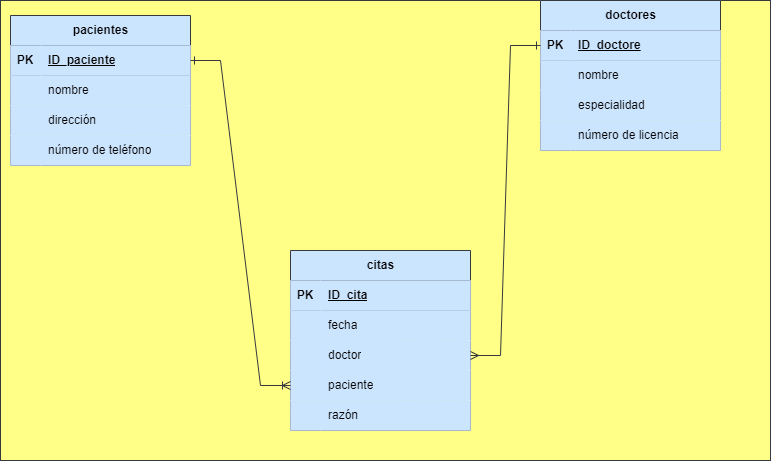 pacientes
PK ID_paciente
nombre
dirección
número de teléfono
doctores
PK ID_doctore
nombre
especialidad
número de licencia
citas
PK ID_cita
fecha
doctor
paciente
razón